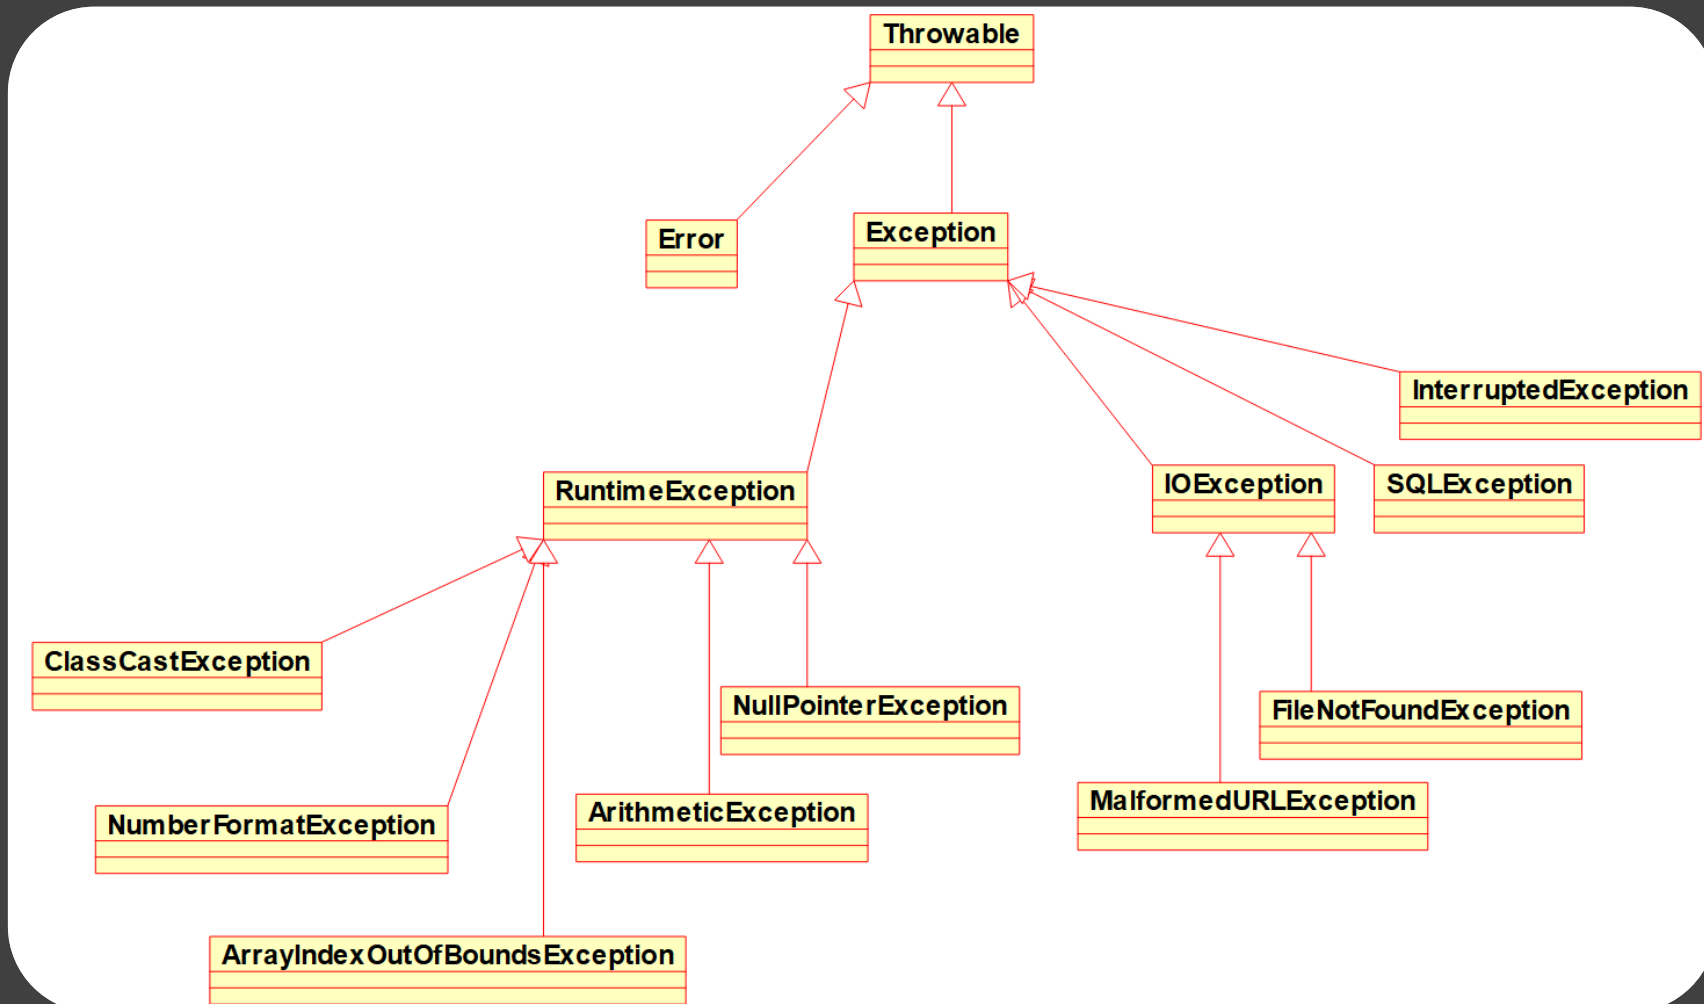 Throwable
Error
Exception
InterruptedException
RuntimeException
IOException
SQLException
ClassCastException
NullPointerException
FileNotFoundException
NumberFormatException
ArithmeticException
MalformedURLException
ArrayIndexOutOfBoundsException